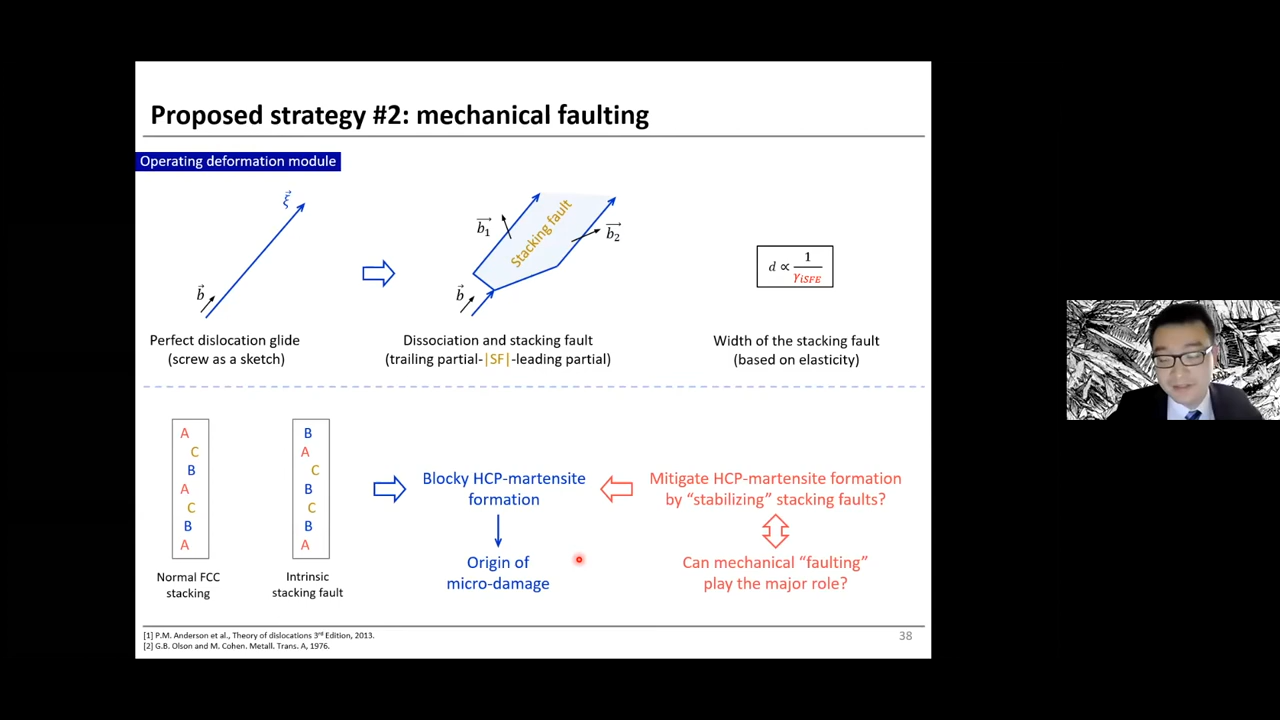 Proposed strategy #2: mechanical faulting
Operating deformation module
ξ⃗
b⃗
b₁⃗
Stacking fault
b₂⃗
b⃗
d ∝ 1/γiSFE
Perfect dislocation glide
(screw as a sketch)
Dissociation and stacking fault
(trailing partial-|SF|-leading partial)
Width of the stacking fault
(based on elasticity)
A
C
B
A
C
B
A
Normal FCC
stacking
B
A
C
B
C
B
A
Intrinsic
stacking fault
Blocky HCP-martensite
formation
Origin of
micro-damage
Mitigate HCP-martensite formation
by “stabilizing” stacking faults?
Can mechanical “faulting”
play the major role?
[1] P.M. Anderson et al., Theory of dislocations 3rd Edition, 2013.
[2] G.B. Olson and M. Cohen. Metall. Trans. A, 1976.
38